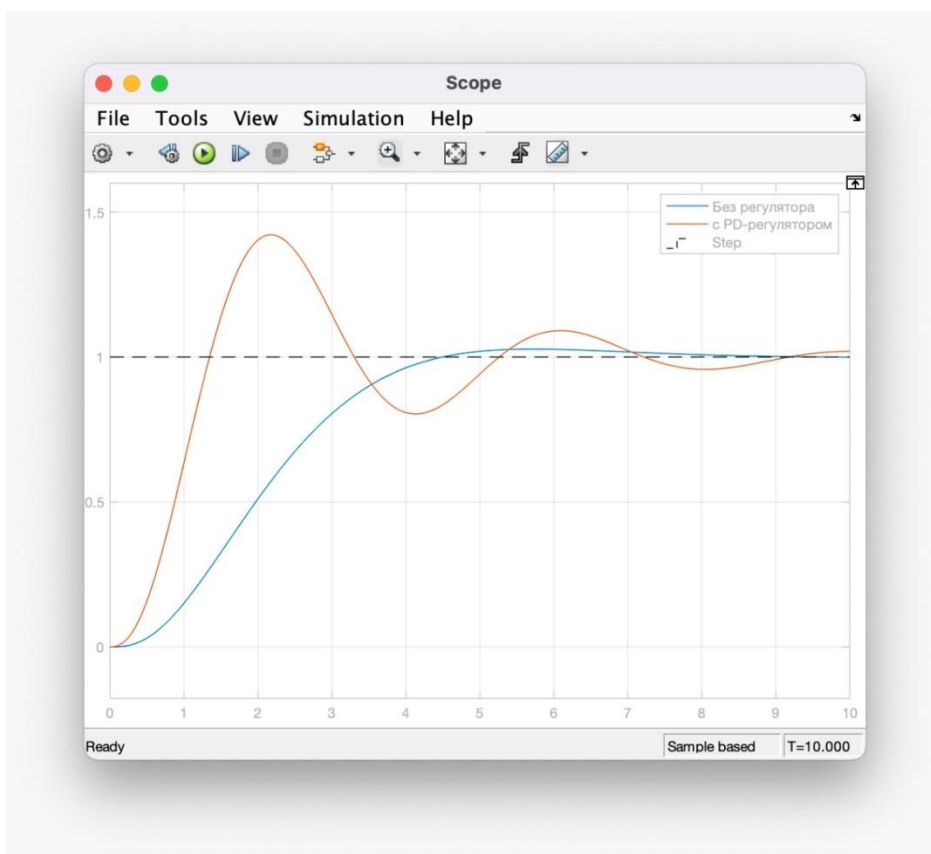 Scope
File Tools View Simulation Help
Без регулятора
с PD-регулятором
Step
1.5
1
0.5
0
0 1 2 3 4 5 6 7 8 9 10
Ready Sample based T=10.000